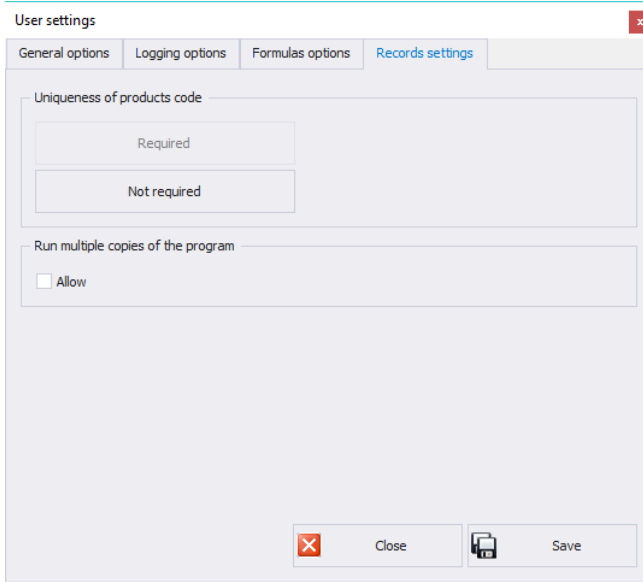 User settings
General options Logging options Formulas options Records settings
Uniqueness of products code
Required
Not required
Run multiple copies of the program
Allow
Close Save